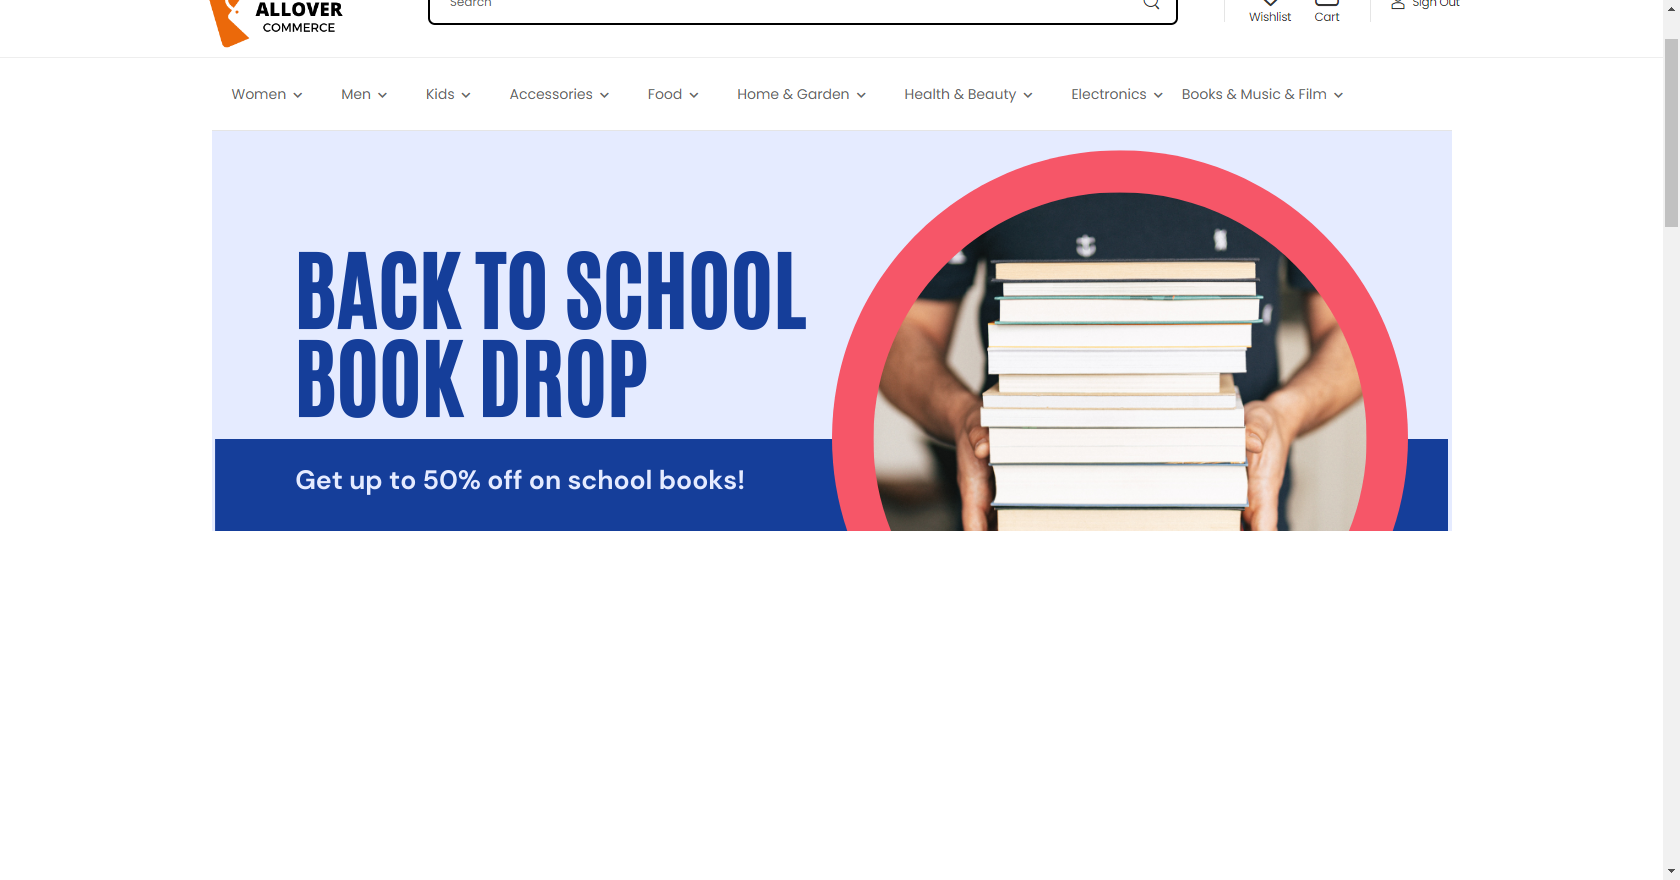 ALLOVER
COMMERCE
Search
Wishlist
Cart
Sign Out
Women
Men
Kids
Accessories
Food
Home & Garden
Health & Beauty
Electronics
Books & Music & Film
BACK TO SCHOOL
BOOK DROP
Get up to 50% off on school books!